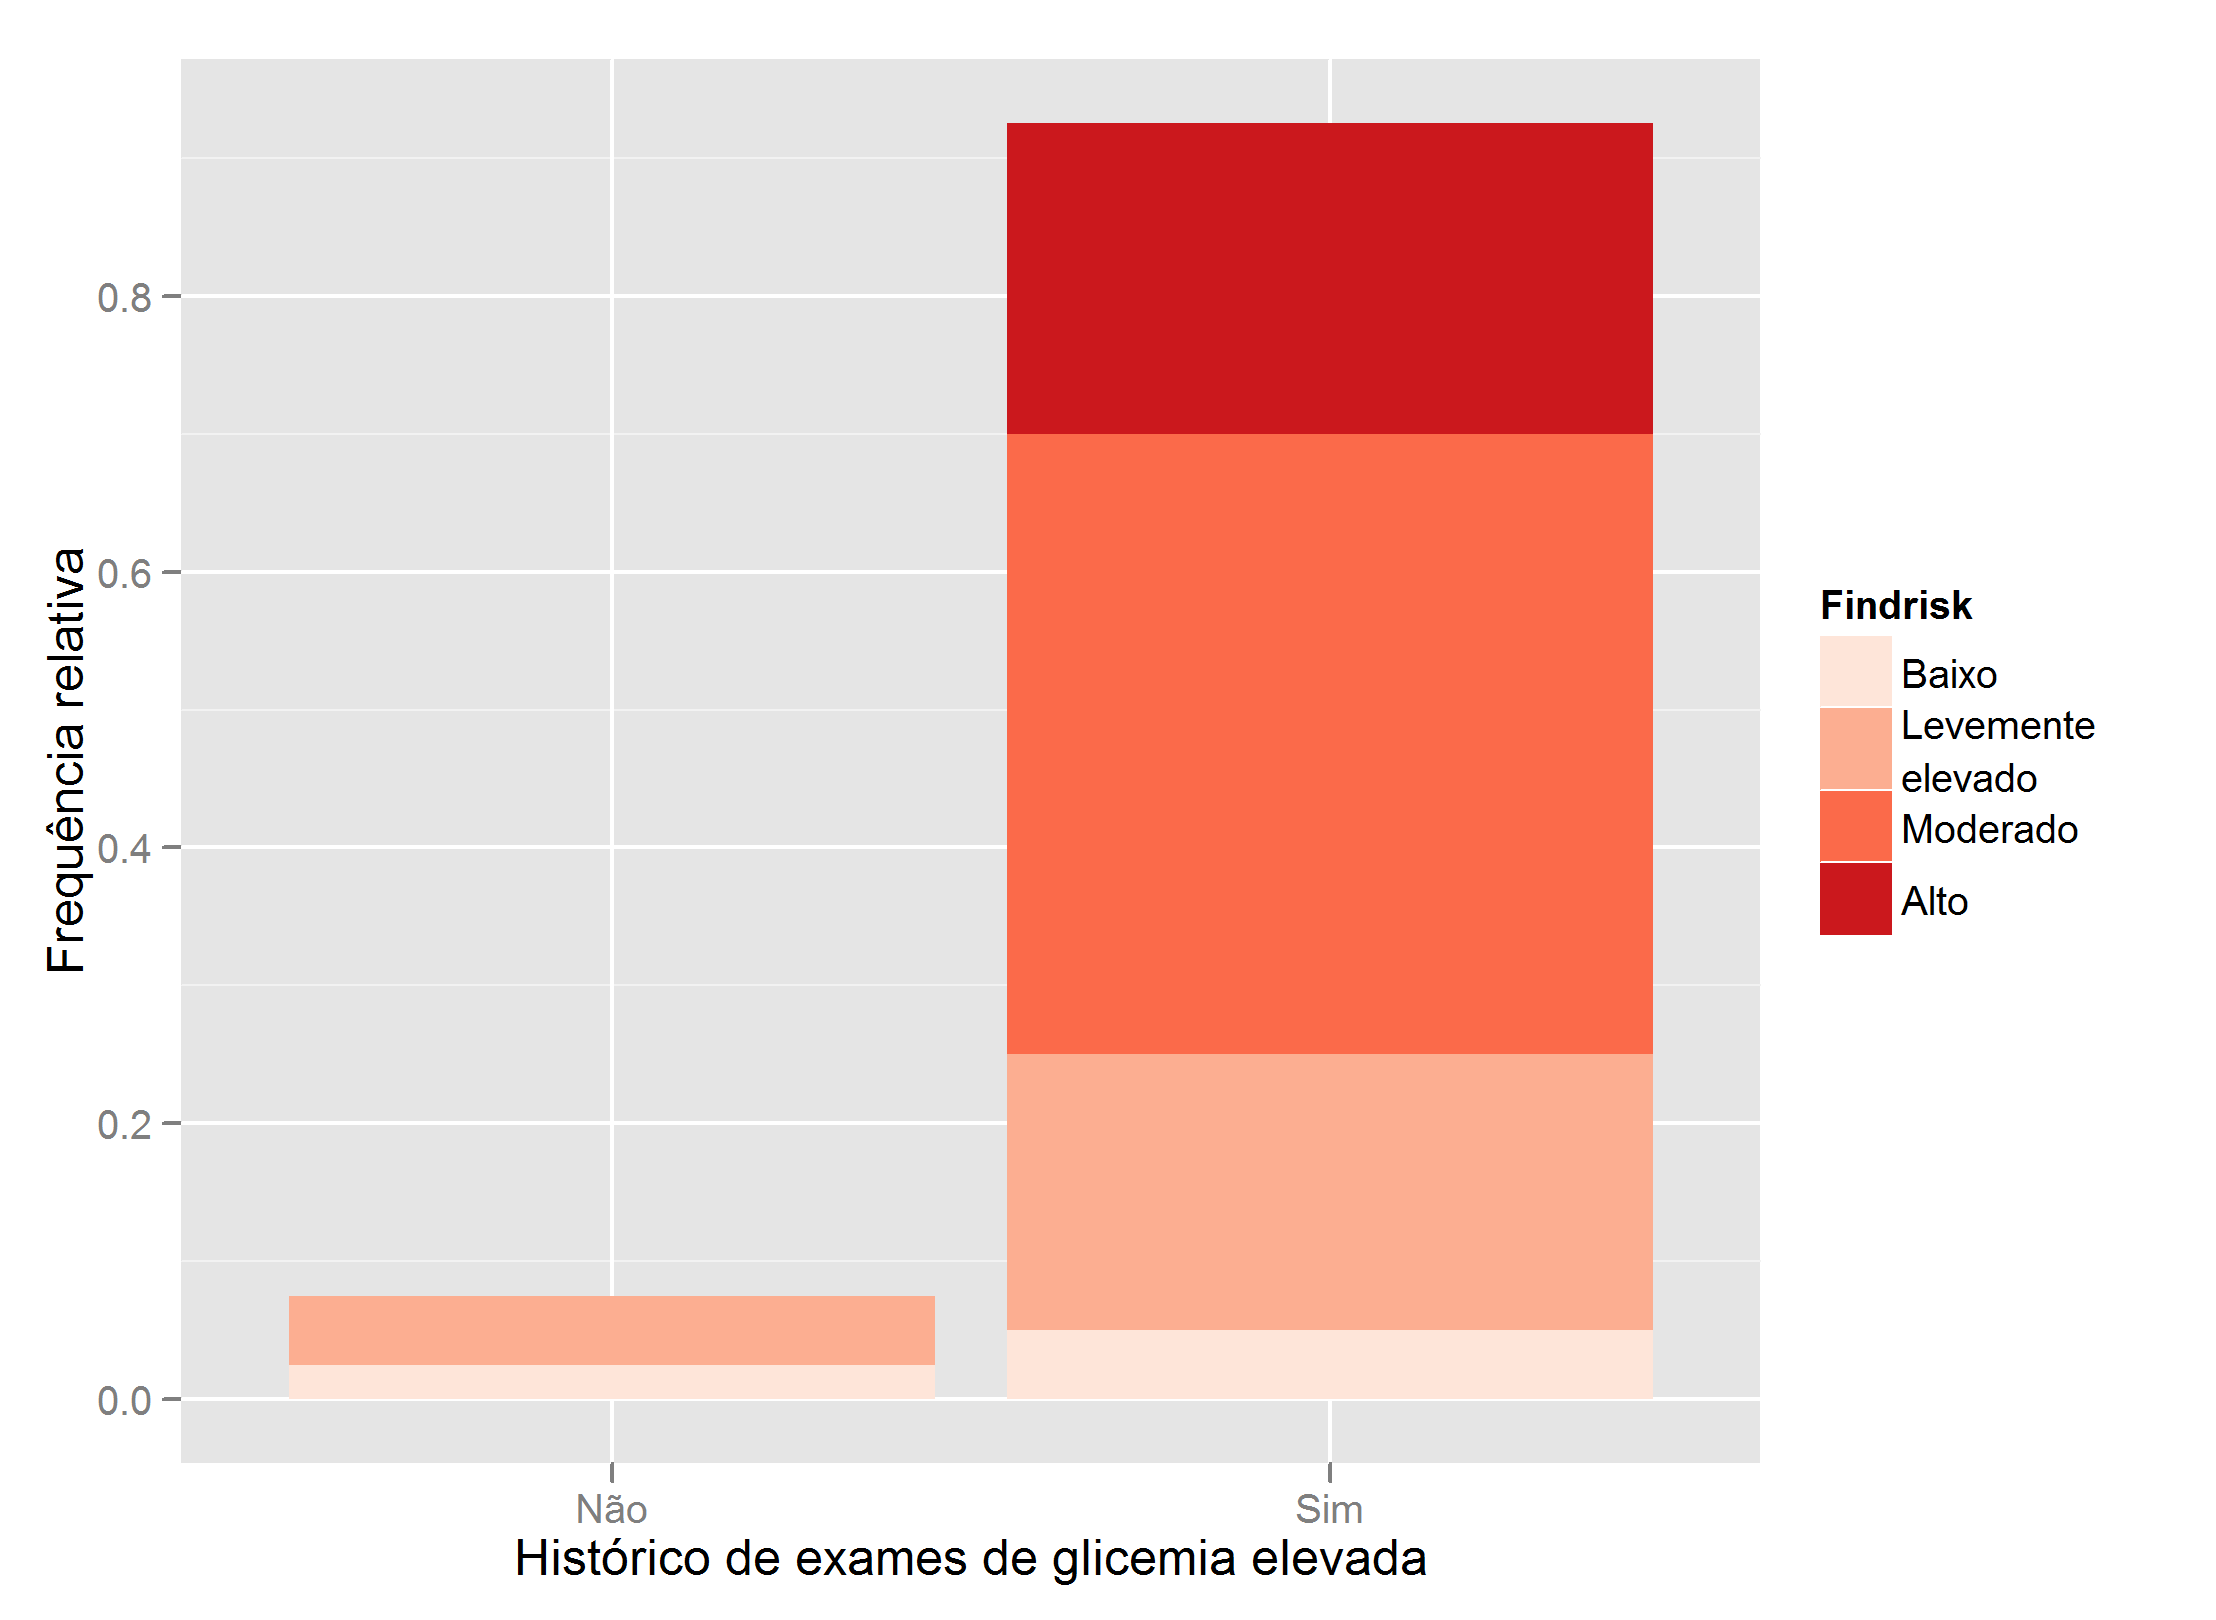 Frequência relativa
0.8
0.6
0.4
0.2
0.0
Não
Sim
Histórico de exames de glicemia elevada
Findrisk
Baixo
Levemente
elevado
Moderado
Alto